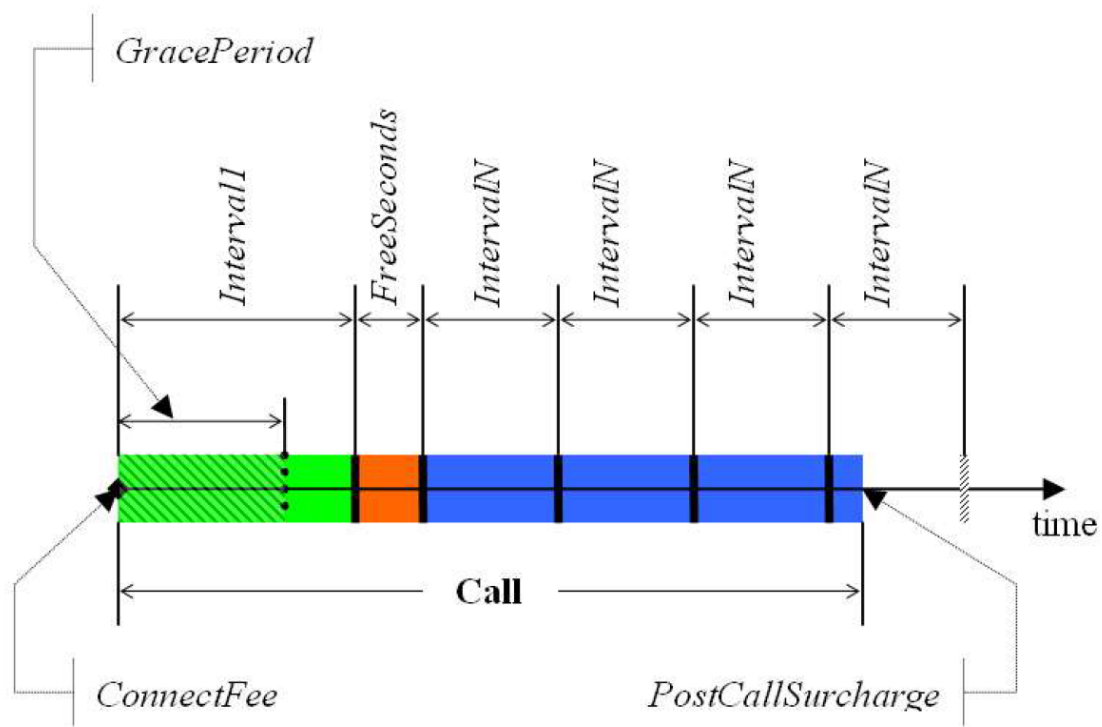 GracePeriod
Interval1
FreeSeconds
IntervalN
IntervalN
IntervalN
IntervalN
time
Call
ConnectFee
PostCallSurcharge